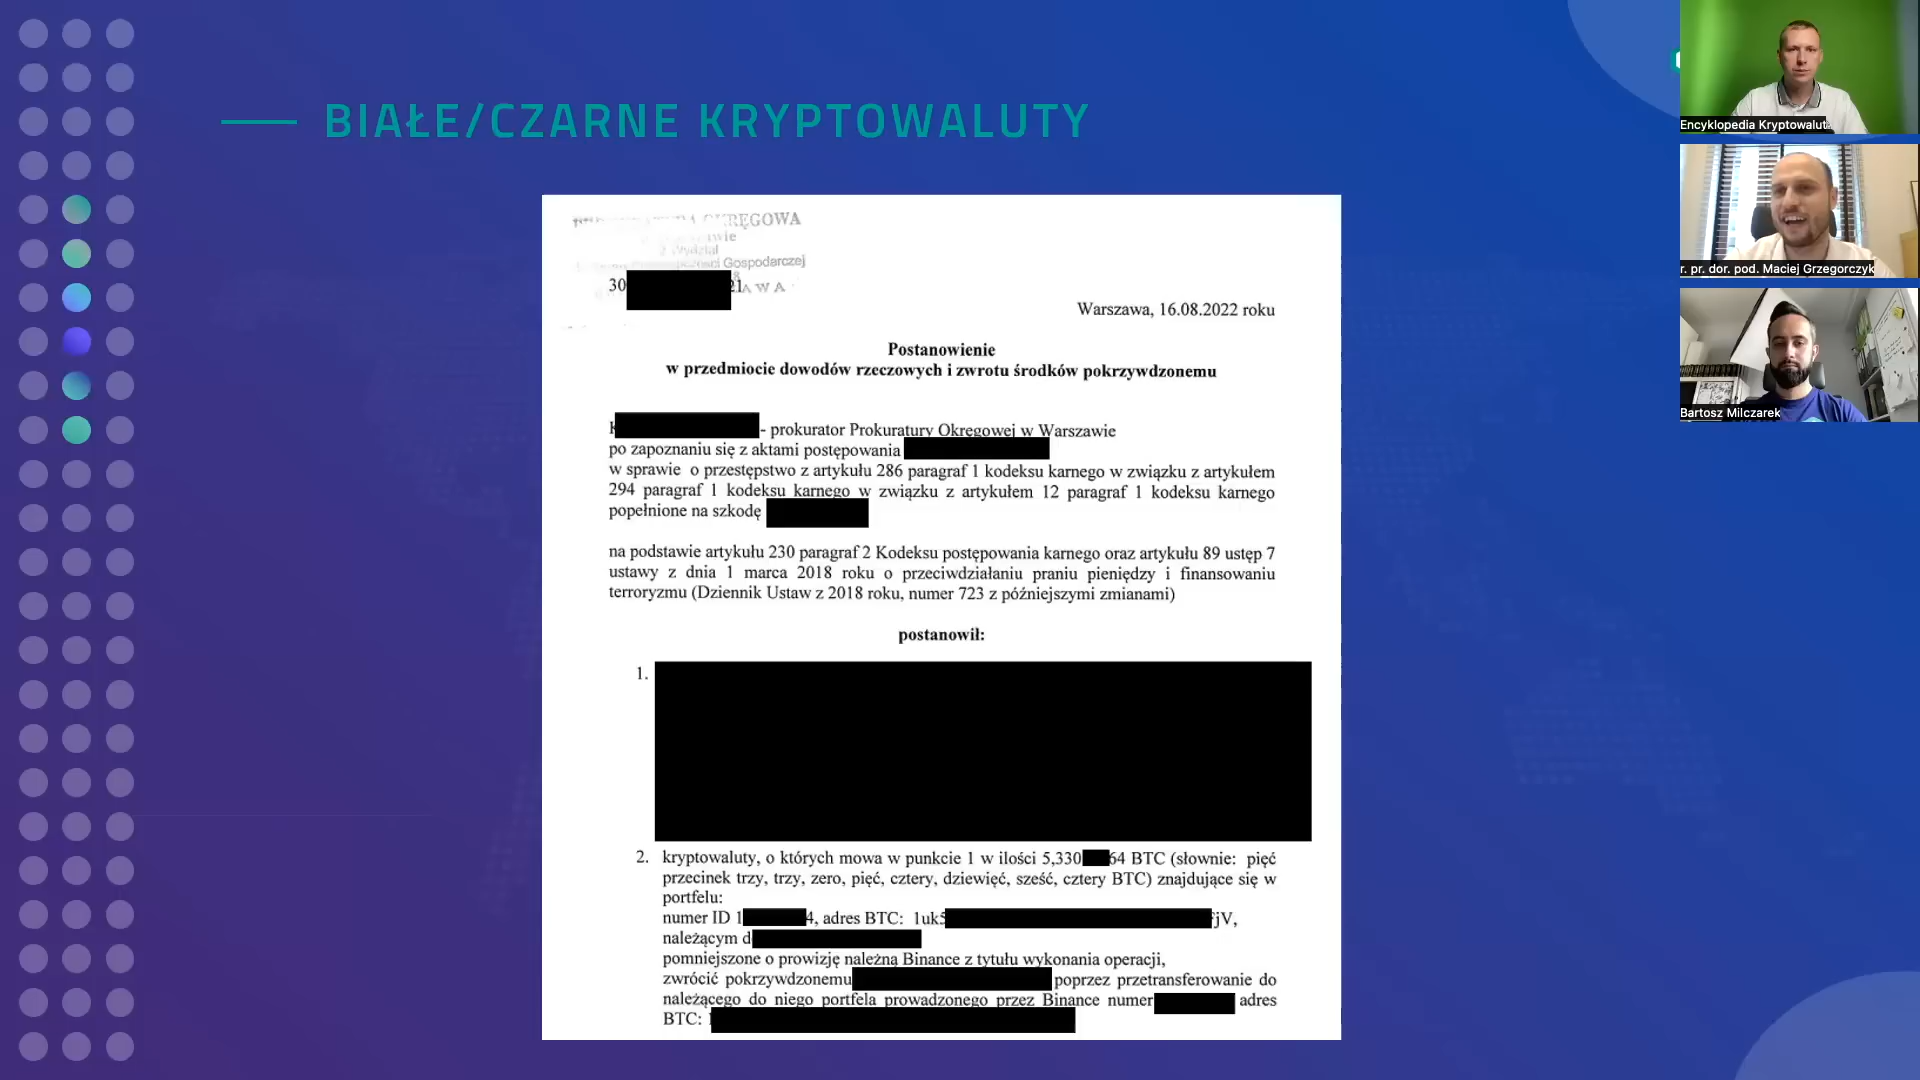 BIAŁE/CZARNE KRYPTOWALUTY
OKRĘGOWA
Gospodarczej
30 21
Warszawa, 16.08.2022 roku
Postanowienie
w przedmiocie dowodów rzeczowych i zwrotu środków pokrzywdzonemu
K - prokurator Prokuratury Okręgowej w Warszawie
po zapoznaniu się z aktami postępowania
w sprawie o przestępstwo z artykułu 286 paragraf 1 kodeksu karnego w związku z artykułem
294 paragraf 1 kodeksu karnego w związku z artykułem 12 paragraf 1 kodeksu karnego
popełnione na szkodę
na podstawie artykułu 230 paragraf 2 Kodeksu postępowania karnego oraz artykułu 89 ustęp 7
ustawy z dnia 1 marca 2018 roku o przeciwdziałaniu praniu pieniędzy i finansowaniu
terroryzmu (Dziennik Ustaw z 2018 roku, numer 723 z późniejszymi zmianami)
postanowił:
1.
2. kryptowaluty, o których mowa w punkcie 1 w ilości 5,330 64 BTC (słownie: pięć
przecinek trzy, trzy, zero, pięć, cztery, dziewięć, sześć, cztery BTC) znajdujące się w
portfelu:
numer ID 1 4, adres BTC: 1uk5 jV,
należącym d
pomniejszone o prowizję należną Binance z tytułu wykonania operacji,
zwrócić pokrzywdzonemu poprzez przetransferowanie do
należącego do niego portfela prowadzonego przez Binance numer adres
BTC:
Encyklopedia Kryptowalut
r. pr. dor. pod. Maciej Grzegorczyk
Bartosz Milczarek